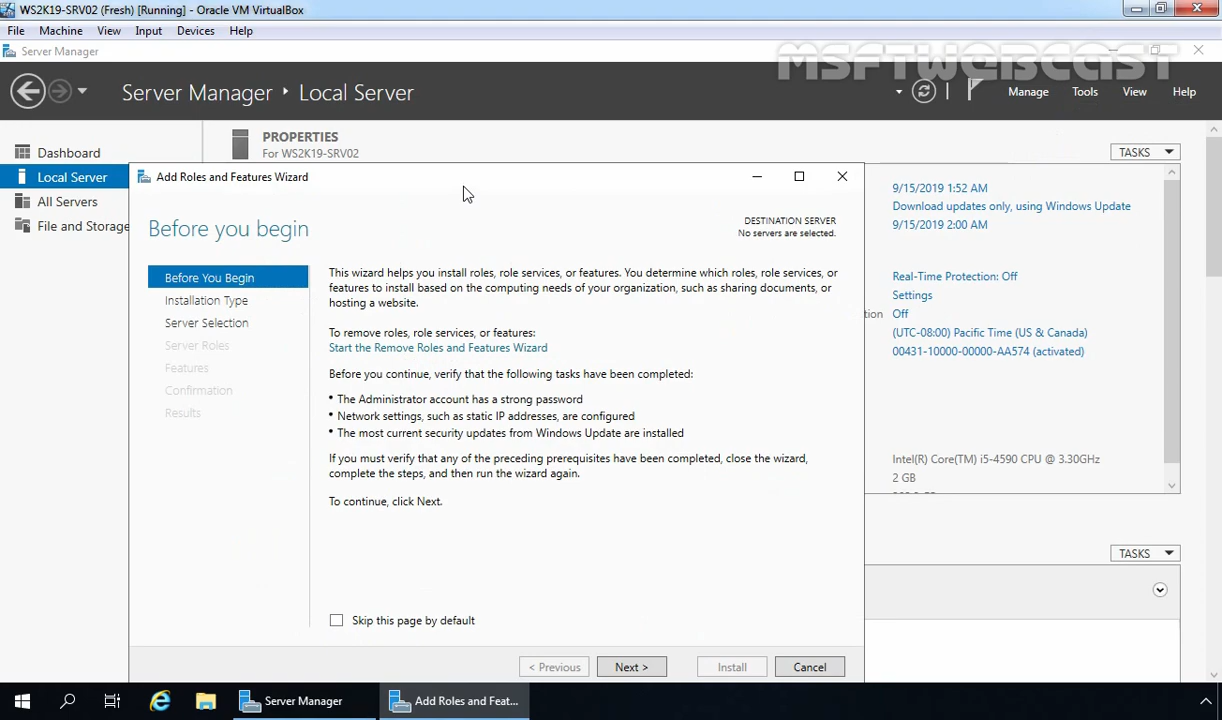 WS2K19-SRV02 (Fresh) [Running] - Oracle VM VirtualBox
File Machine View Input Devices Help
Server Manager
MSFTWEBCAST
Server Manager ‣ Local Server
Manage Tools View Help
Dashboard
Local Server
All Servers
File and Storage
PROPERTIES
For WS2K19-SRV02
TASKS
9/15/2019 1:52 AM
Download updates only, using Windows Update
9/15/2019 2:00 AM
Real-Time Protection: Off
Settings
tion Off
(UTC-08:00) Pacific Time (US & Canada)
00431-10000-00000-AA574 (activated)
Intel(R) Core(TM) i5-4590 CPU @ 3.30GHz
2 GB
TASKS
Add Roles and Features Wizard
Before you begin
DESTINATION SERVER
No servers are selected.
Before You Begin
Installation Type
Server Selection
Server Roles
Features
Confirmation
Results
This wizard helps you install roles, role services, or features. You determine which roles, role services, or
features to install based on the computing needs of your organization, such as sharing documents, or
hosting a website.
To remove roles, role services, or features:
Start the Remove Roles and Features Wizard
Before you continue, verify that the following tasks have been completed:
• The Administrator account has a strong password
• Network settings, such as static IP addresses, are configured
• The most current security updates from Windows Update are installed
If you must verify that any of the preceding prerequisites have been completed, close the wizard,
complete the steps, and then run the wizard again.
To continue, click Next.
Skip this page by default
< Previous Next > Install Cancel
Server Manager
Add Roles and Feat...